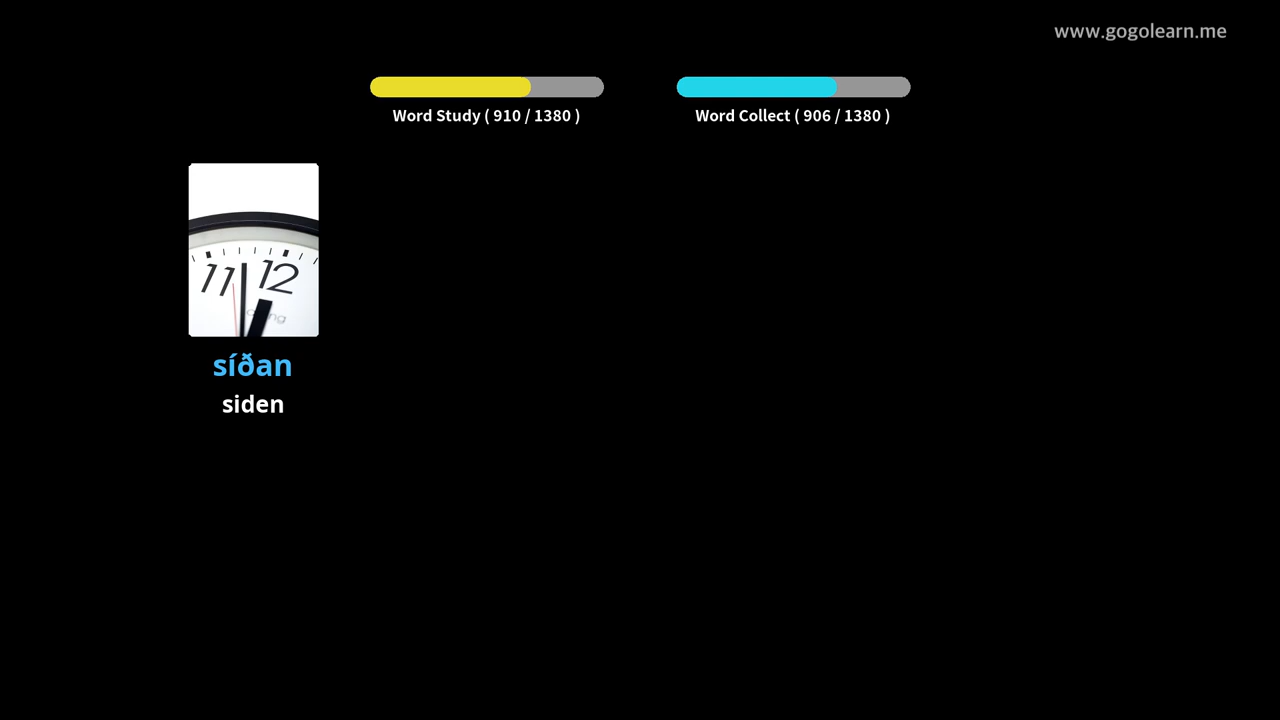 www.gogolearn.me
Word Study ( 910 / 1380 )
Word Collect ( 906 / 1380 )
11 12
síðan
siden